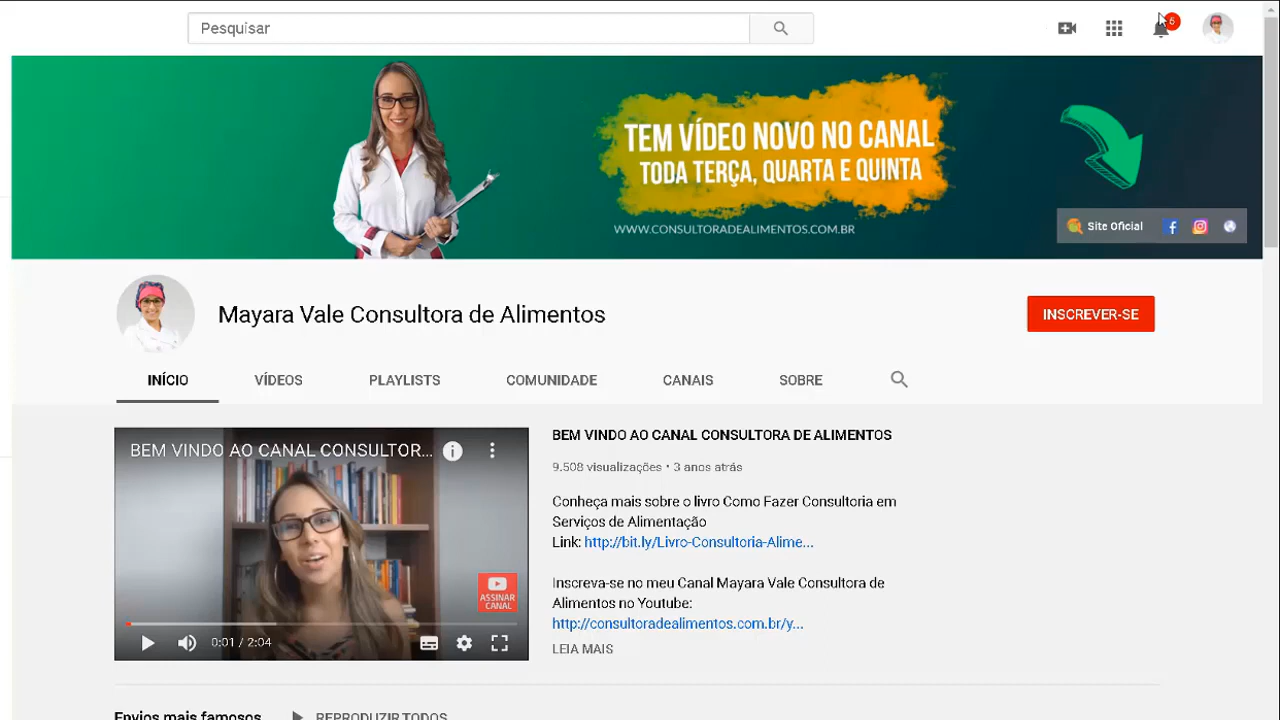 Pesquisar
6
TEM VÍDEO NOVO NO CANAL
TODA TERÇA, QUARTA E QUINTA
WWW.CONSULTORADEALIMENTOS.COM.BR
Site Oficial
Mayara Vale Consultora de Alimentos
INSCREVER-SE
INÍCIO
VÍDEOS
PLAYLISTS
COMUNIDADE
CANAIS
SOBRE
BEM VINDO AO CANAL CONSULTOR...
ASSINAR
CANAL
0:01 / 2:04
BEM VINDO AO CANAL CONSULTORA DE ALIMENTOS
9.508 visualizações • 3 anos atrás
Conheça mais sobre o livro Como Fazer Consultoria em
Serviços de Alimentação
Link: http://bit.ly/Livro-Consultoria-Alime...
Inscreva-se no meu Canal Mayara Vale Consultora de
Alimentos no Youtube:
http://consultoradealimentos.com.br/y...
LEIA MAIS
Envios mais famosos
REPRODUZIR TODOS